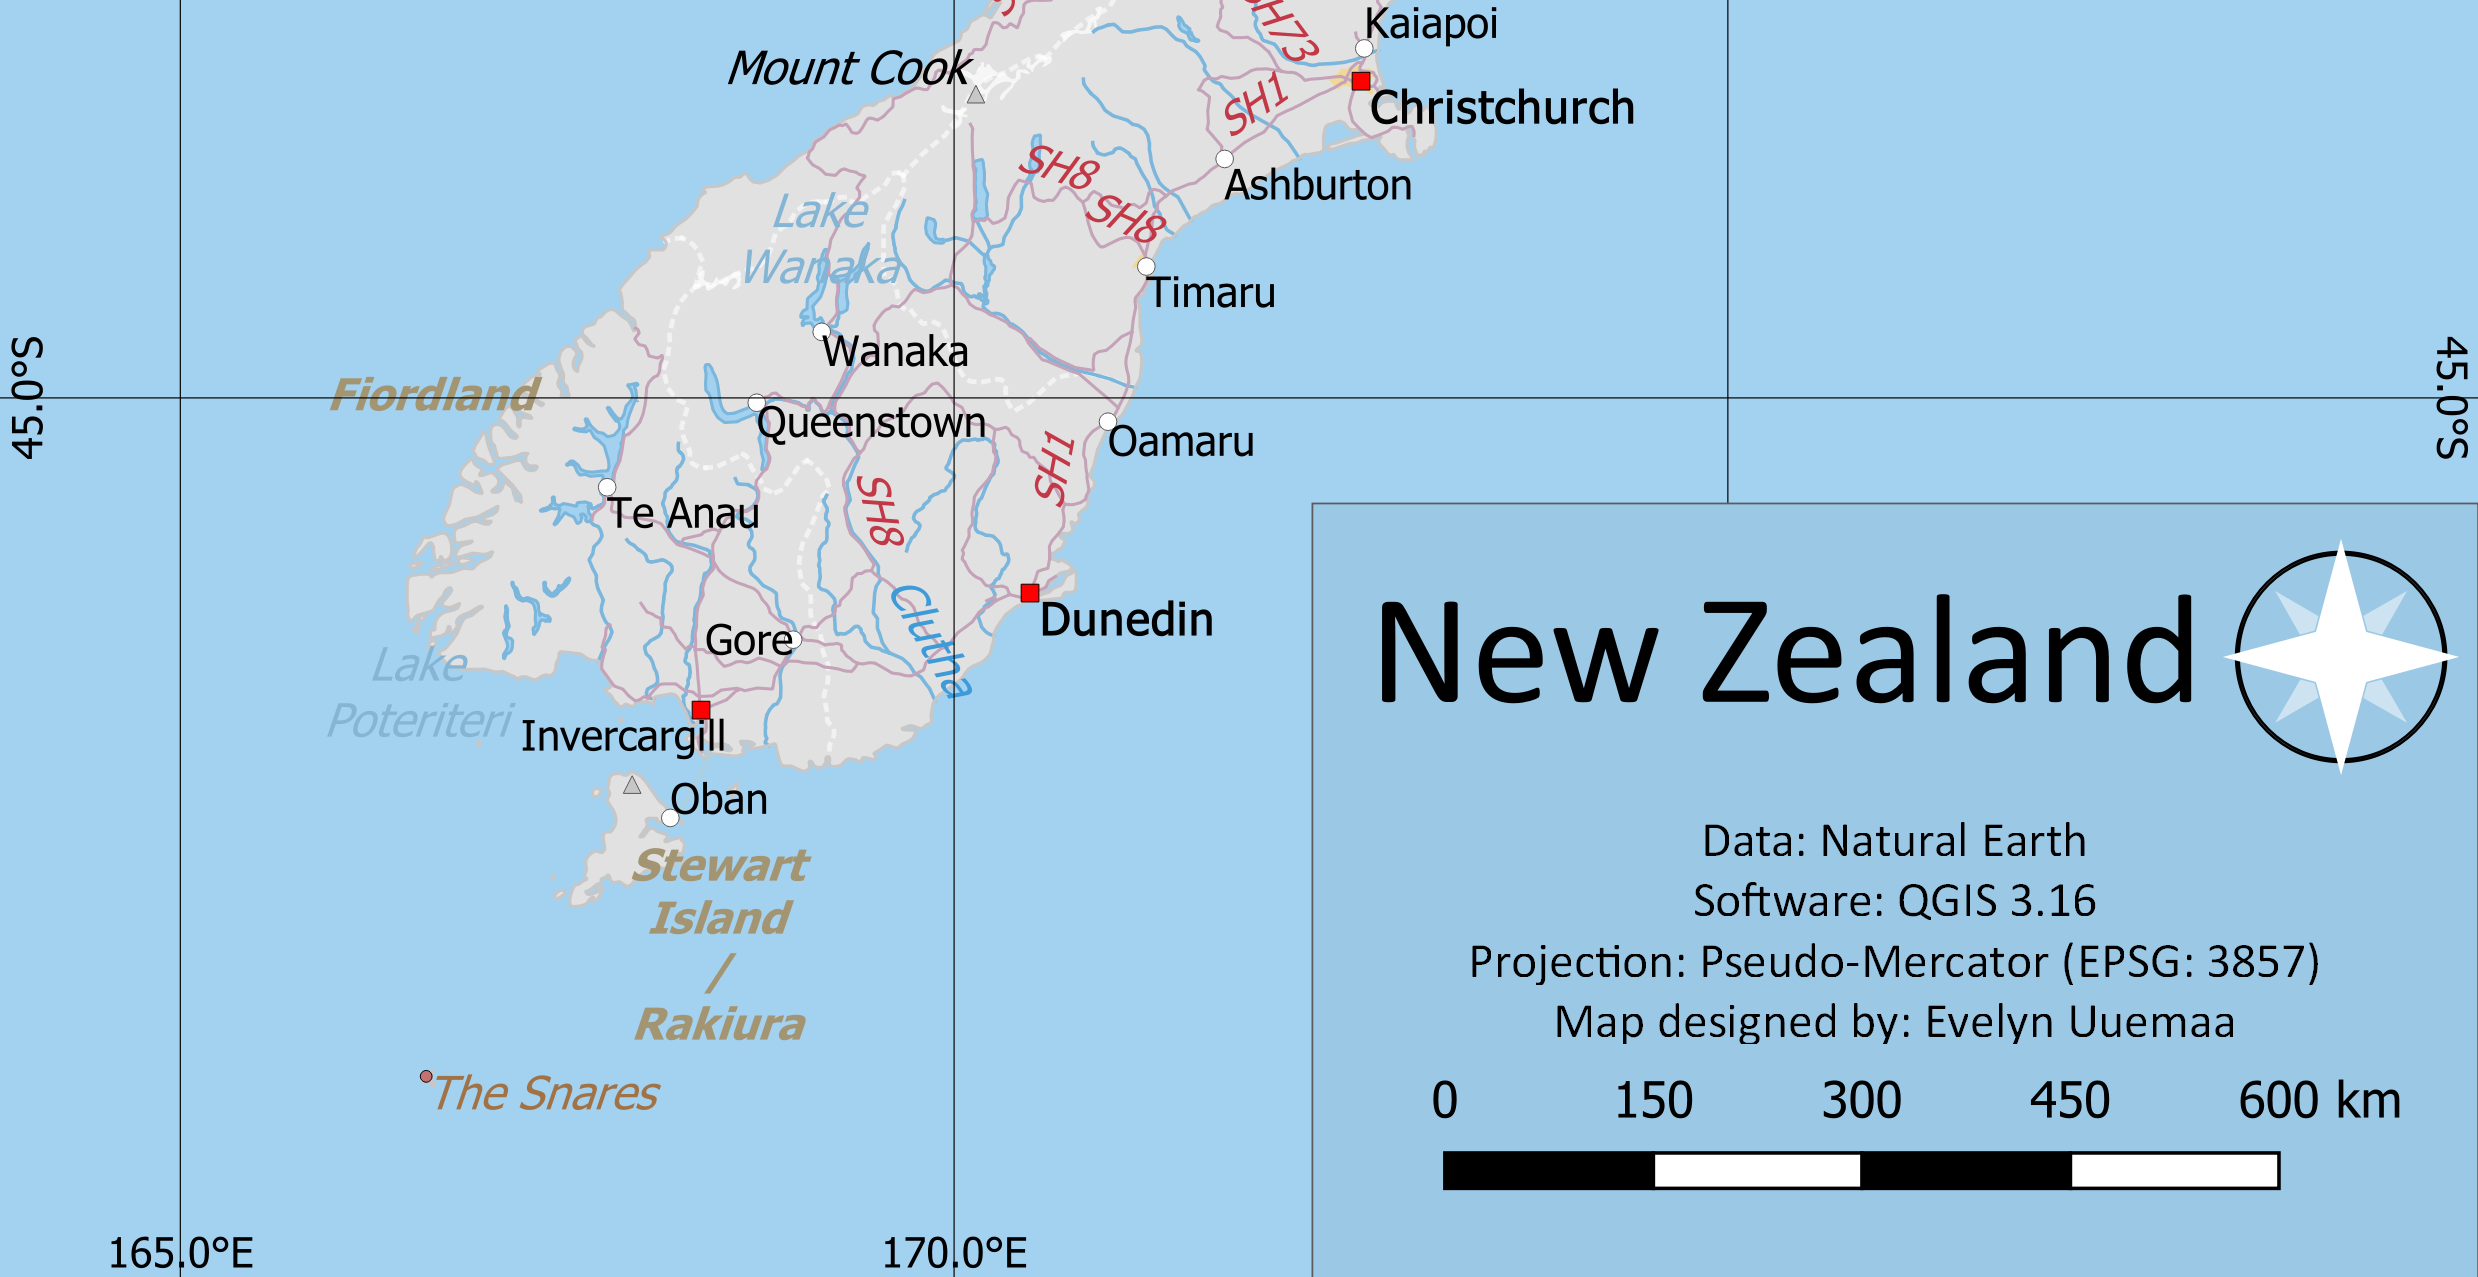 SH73
Kaiapoi
Mount Cook
Christchurch
SH1
SH8
Ashburton
SH8
Lake
Wanaka
Timaru
Wanaka
45.0°S
45.0°S
Fiordland
Queenstown
Oamaru
SH1
SH8
Te Anau
Clutha
Dunedin
Gore
Lake
Poteriteri
Invercargill
Oban
Stewart
Island
/
Rakiura
The Snares
165.0°E
170.0°E
New Zealand
Data: Natural Earth
Software: QGIS 3.16
Projection: Pseudo-Mercator (EPSG: 3857)
Map designed by: Evelyn Uuemaa
0 150 300 450 600 km